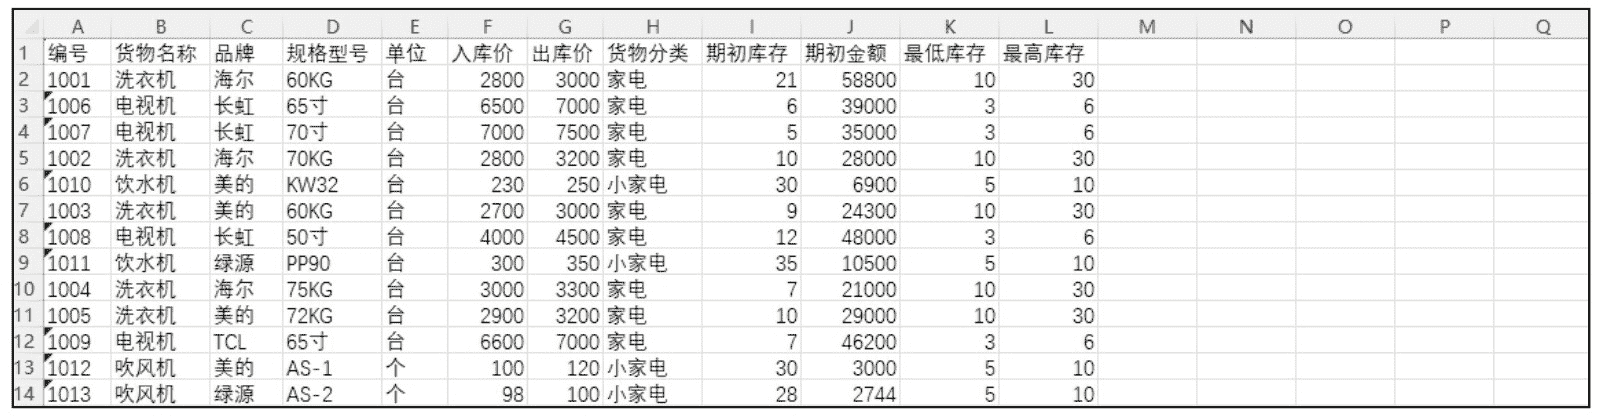 A B C D E F G H I J K L M N O P Q
1 编号 货物名称 品牌 规格型号 单位 入库价 出库价 货物分类 期初库存 期初金额 最低库存 最高库存
2 1001 洗衣机 海尔 60KG 台 2800 3000 家电 21 58800 10 30
3 1006 电视机 长虹 65寸 台 6500 7000 家电 6 39000 3 6
4 1007 电视机 长虹 70寸 台 7000 7500 家电 5 35000 3 6
5 1002 洗衣机 海尔 70KG 台 2800 3200 家电 10 28000 10 30
6 1010 饮水机 美的 KW32 台 230 250 小家电 30 6900 5 10
7 1003 洗衣机 美的 60KG 台 2700 3000 家电 9 24300 10 30
8 1008 电视机 长虹 50寸 台 4000 4500 家电 12 48000 3 6
9 1011 饮水机 绿源 PP90 台 300 350 小家电 35 10500 5 10
10 1004 洗衣机 海尔 75KG 台 3000 3300 家电 7 21000 10 30
11 1005 洗衣机 美的 72KG 台 2900 3200 家电 10 29000 10 30
12 1009 电视机 TCL 65寸 台 6600 7000 家电 7 46200 3 6
13 1012 吹风机 美的 AS-1 个 100 120 小家电 30 3000 5 10
14 1013 吹风机 绿源 AS-2 个 98 100 小家电 28 2744 5 10